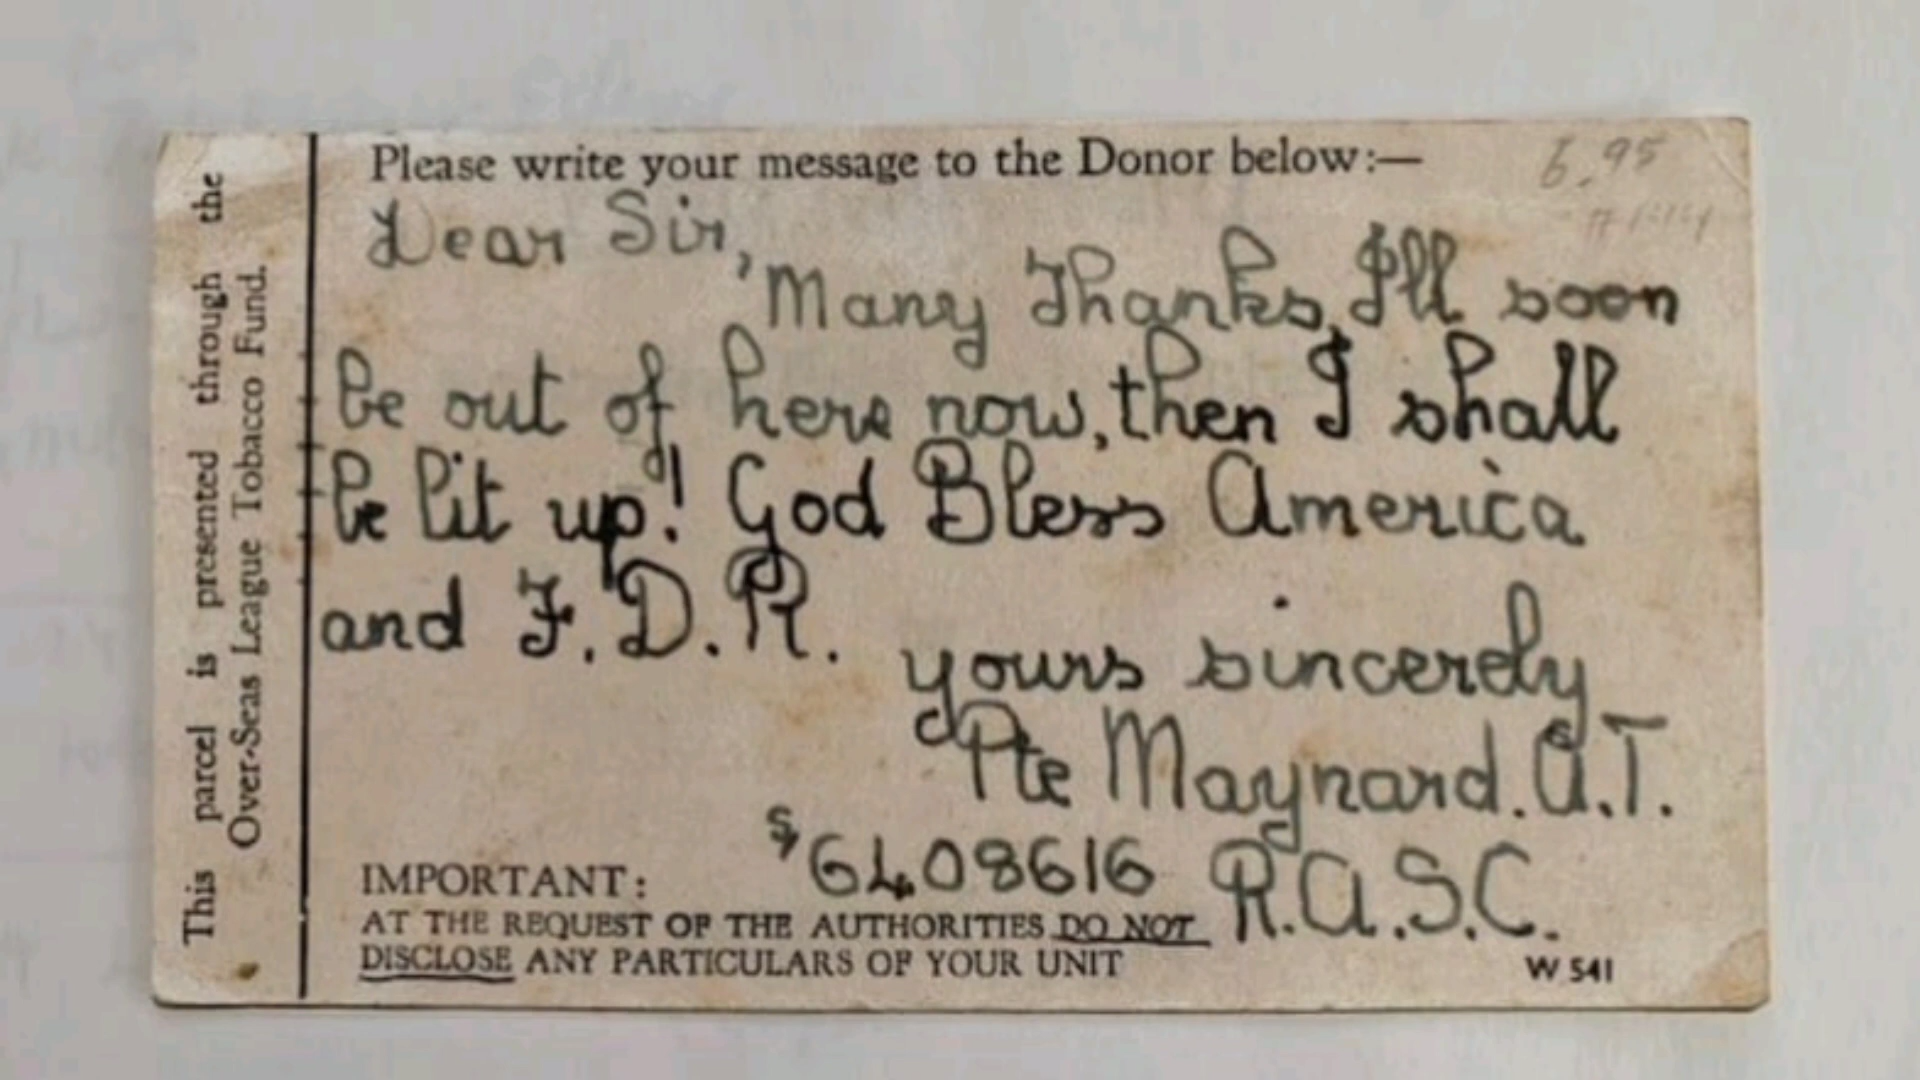 This parcel is presented through the
Over-Seas League Tobacco Fund.
Please write your message to the Donor below:—
6.95
Dear Sir,
Many Thanks, I'll soon
be out of here now, then I shall
be lit up! God Bless America
and F.D.R.
yours sincerely
Pte Maynard. A.T.
6408616 R.A.S.C.
IMPORTANT:
AT THE REQUEST OF THE AUTHORITIES DO NOT
DISCLOSE ANY PARTICULARS OF YOUR UNIT
W 541